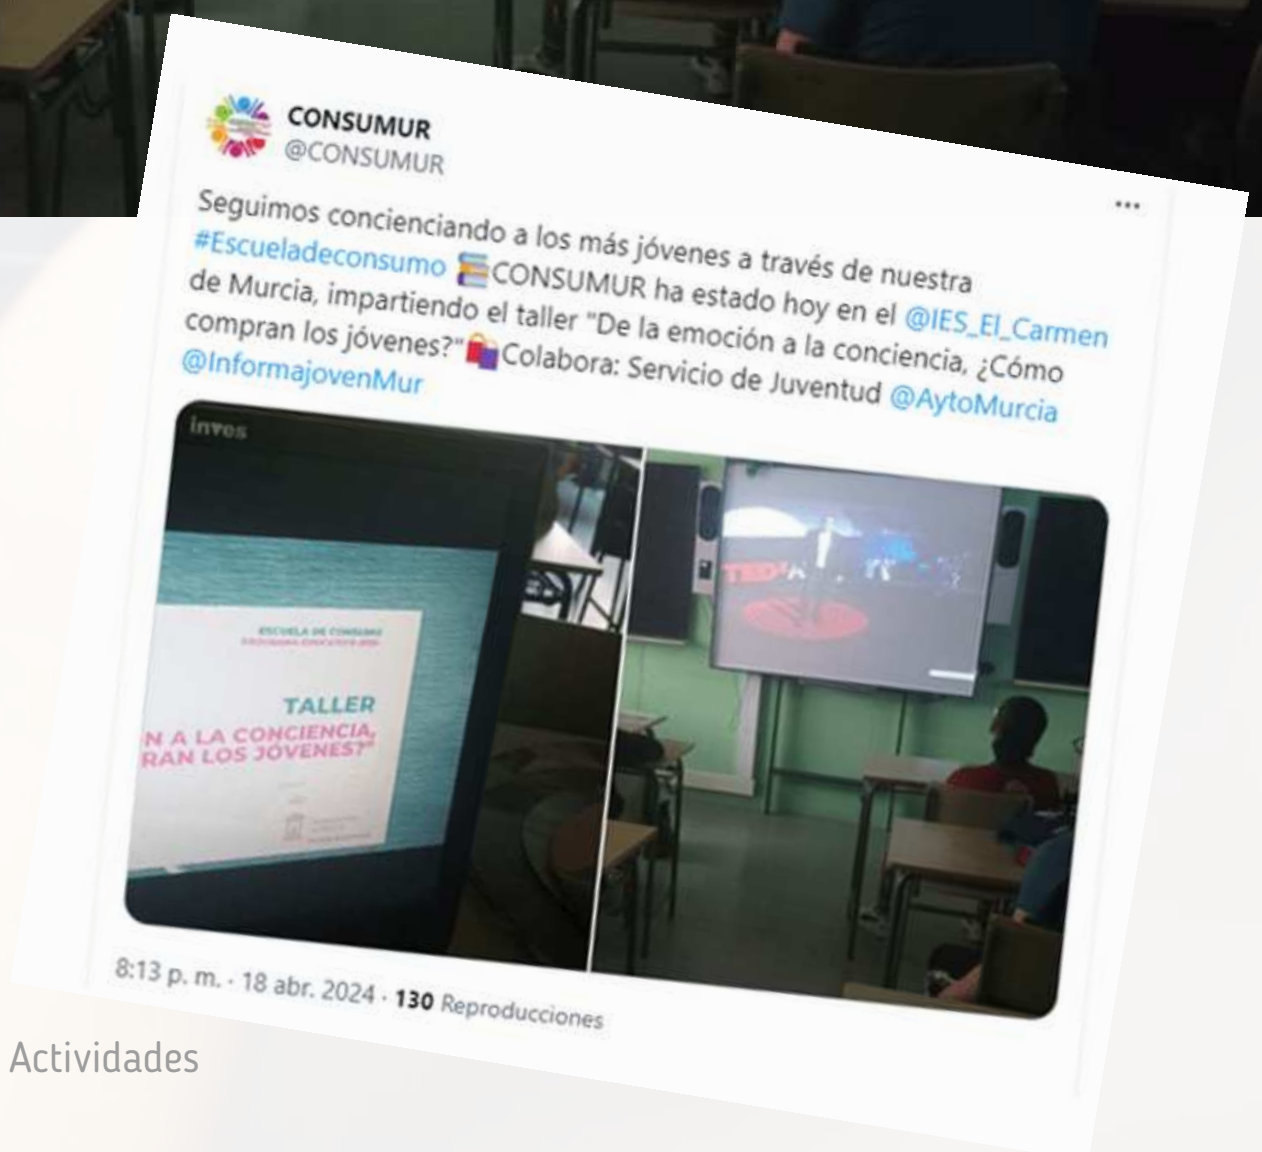 CONSUMUR
@CONSUMUR
Seguimos concienciando a los más jóvenes a través de nuestra
#Escueladeconsumo 📚CONSUMUR ha estado hoy en el @IES_El_Carmen
de Murcia, impartiendo el taller "De la emoción a la conciencia, ¿Cómo
compran los jóvenes?"🛍️Colabora: Servicio de Juventud @AytoMurcia
@InformajovenMur
inves
ESCUELA DE CONSUMO
TALLER
N A LA CONCIENCIA,
RAN LOS JÓVENES?"
TEDx
8:13 p. m. · 18 abr. 2024 · 130 Reproducciones
Actividades